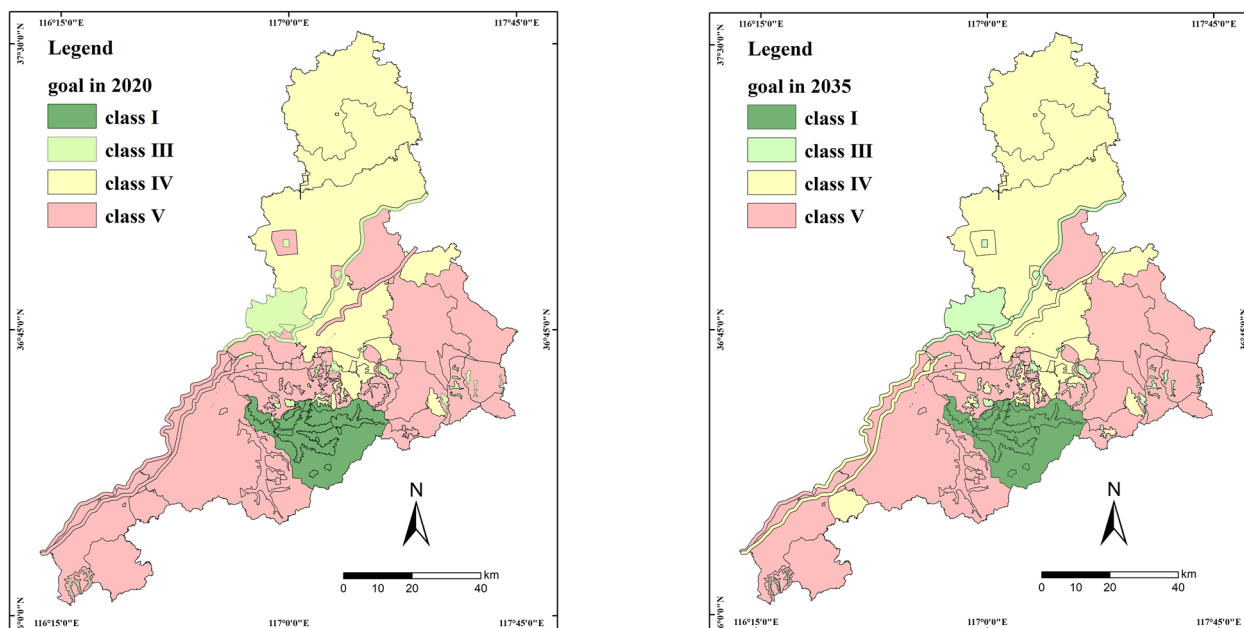 116°15'0"E 117°0'0"E 117°45'0"E
37°30'0"N
Legend
goal in 2020
class I
class III
class IV
class V
36°45'0"N 36°45'0"N
N
km
0 10 20 40
116°15'0"E 117°0'0"E 117°45'0"E
116°15'0"E 117°0'0"E 117°45'0"E
37°30'0"N
Legend
goal in 2035
class I
class III
class IV
class V
36°45'0"N
N
km
0 10 20 40
116°15'0"E 117°0'0"E 117°45'0"E